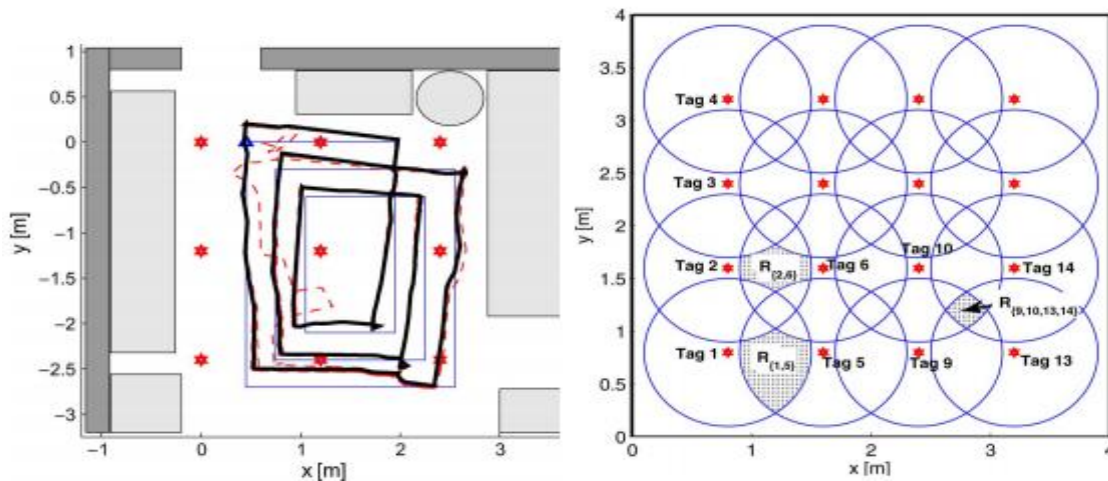 1
0.5
0
−0.5
−1
−1.5
−2
−2.5
−3
y [m]
−1
0
1
2
3
x [m]
4
3.5
3
2.5
2
1.5
1
0.5
0
y [m]
Tag 4
Tag 3
Tag 10
Tag 2
R{2,6}
Tag 6
Tag 14
R{9,10,13,14}
Tag 1
R{1,5}
Tag 5
Tag 9
Tag 13
0
1
2
3
4
x [m]